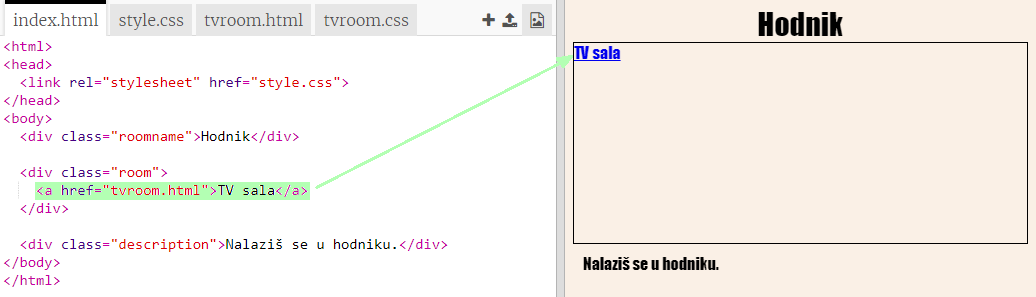 index.html style.css tvroom.html tvroom.css
<html>
<head>
<link rel="stylesheet" href="style.css">
</head>
<body>
<div class="roomname">Hodnik</div>
<div class="room">
<a href="tvroom.html">TV sala</a>
</div>
<div class="description">Nalaziš se u hodniku.</div>
</body>
</html>
Hodnik
TV sala
Nalaziš se u hodniku.